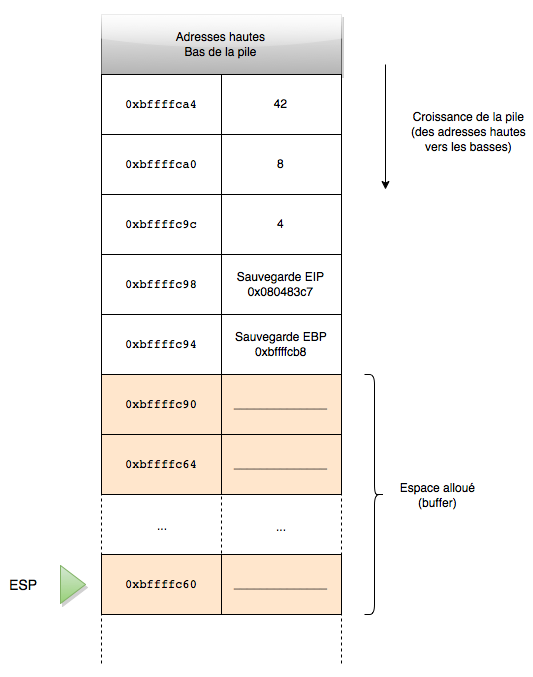 Adresses hautes
Bas de la pile
0xbffffca4 42
0xbffffca0 8
0xbffffc9c 4
0xbffffc98 Sauvegarde EIP
0x080483c7
0xbffffc94 Sauvegarde EBP
0xbffffcb8
0xbffffc90
0xbffffc64
... ...
ESP 0xbffffc60
Croissance de la pile
(des adresses hautes
vers les basses)
Espace alloué
(buffer)